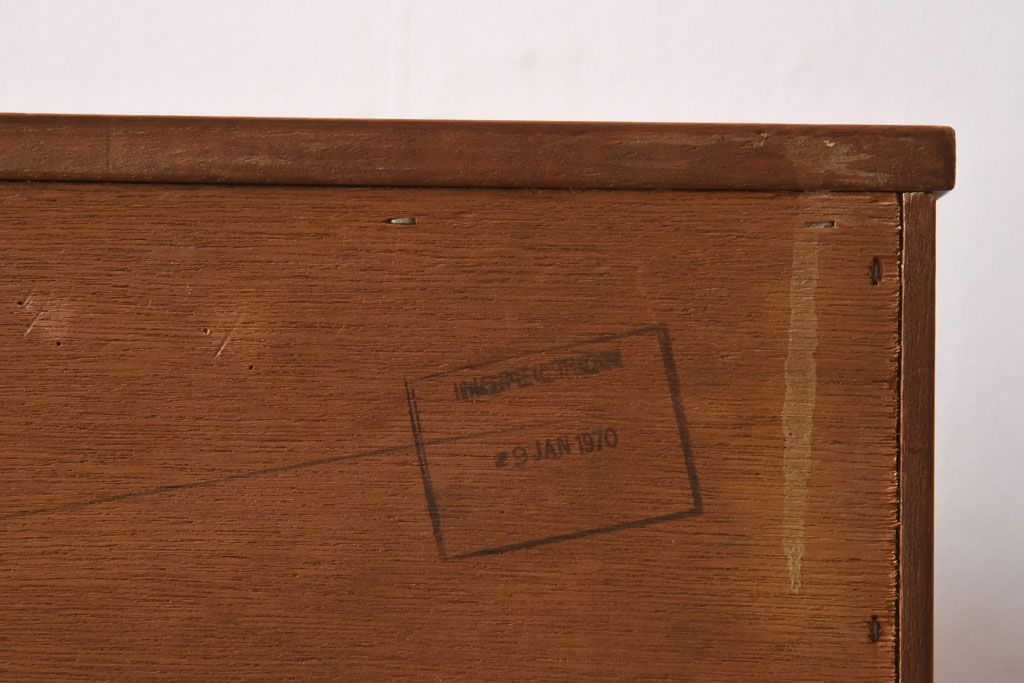 INSPECTION
9 JAN 1970